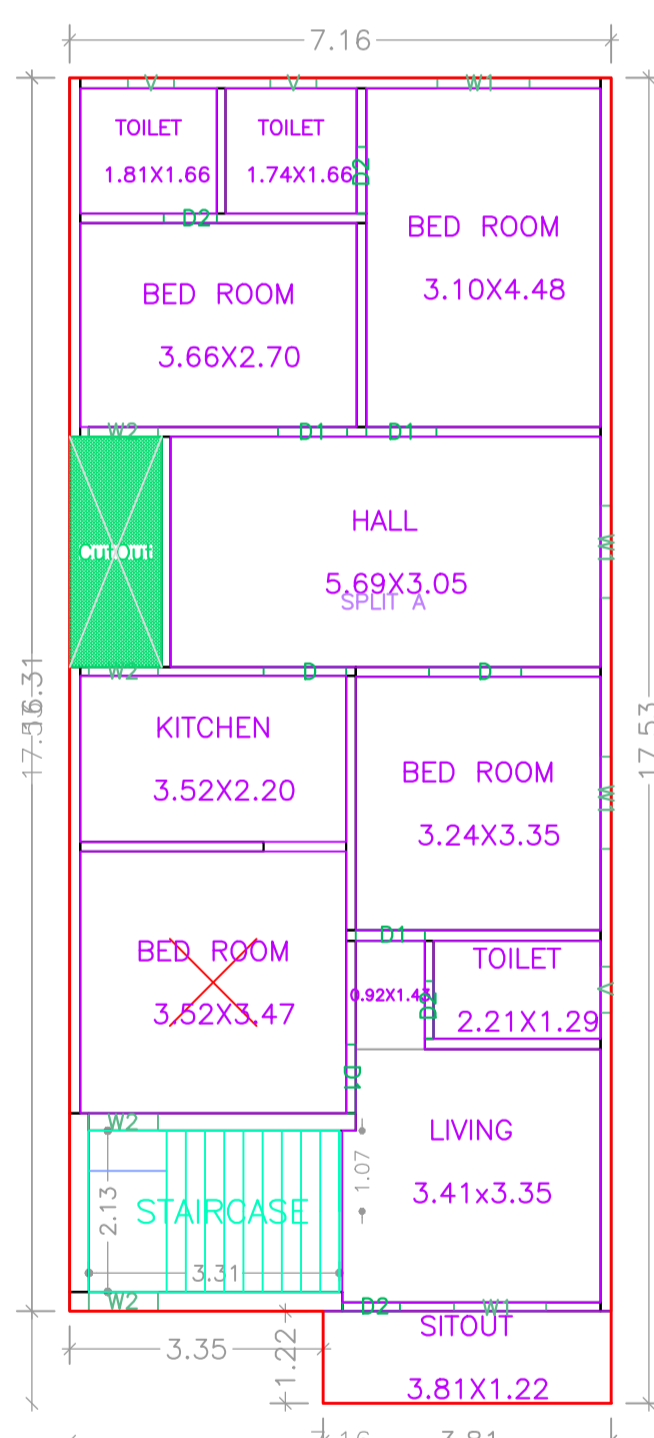 7.16
V
V
W1
TOILET
TOILET
1.81X1.66
1.74X1.66
D2
D2
BED ROOM
3.10X4.48
BED ROOM
3.66X2.70
W2
D1
D1
HALL
5.69X3.05
SPLIT A
W1
W2
D
D
17.53
KITCHEN
3.52X2.20
BED ROOM
3.24X3.35
W1
D1
BED ROOM
3.52X3.47
TOILET
2.21X1.29
V
D2
D1
W2
LIVING
3.41x3.35
1.07
2.13
STAIRCASE
3.31
W2
D2
W1
SITOUT
3.35
1.22
3.81X1.22